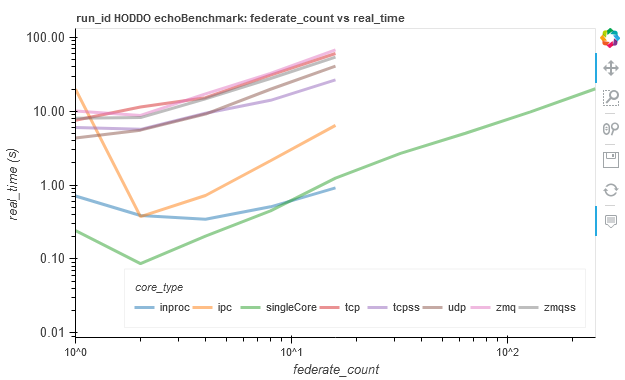 run_id HODDO echoBenchmark: federate_count vs real_time
100.00
10.00
1.00
0.10
0.01
real_time (s)
core_type
inproc ipc singleCore tcp tcpss udp zmq zmqss
10^0 10^1 10^2
federate_count